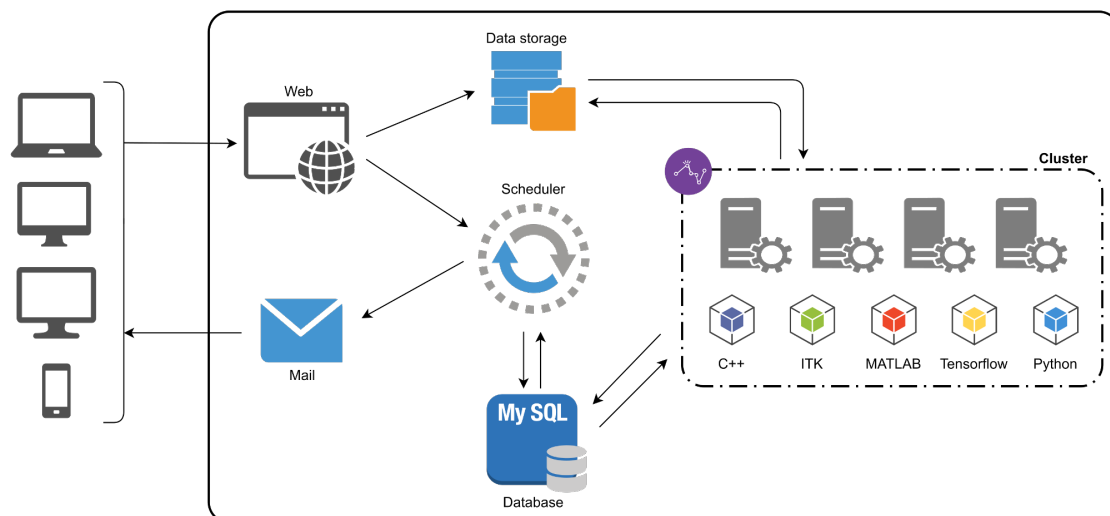 Data storage
Web
Cluster
Scheduler
C++
ITK
MATLAB
Tensorflow
Python
Mail
My SQL
Database